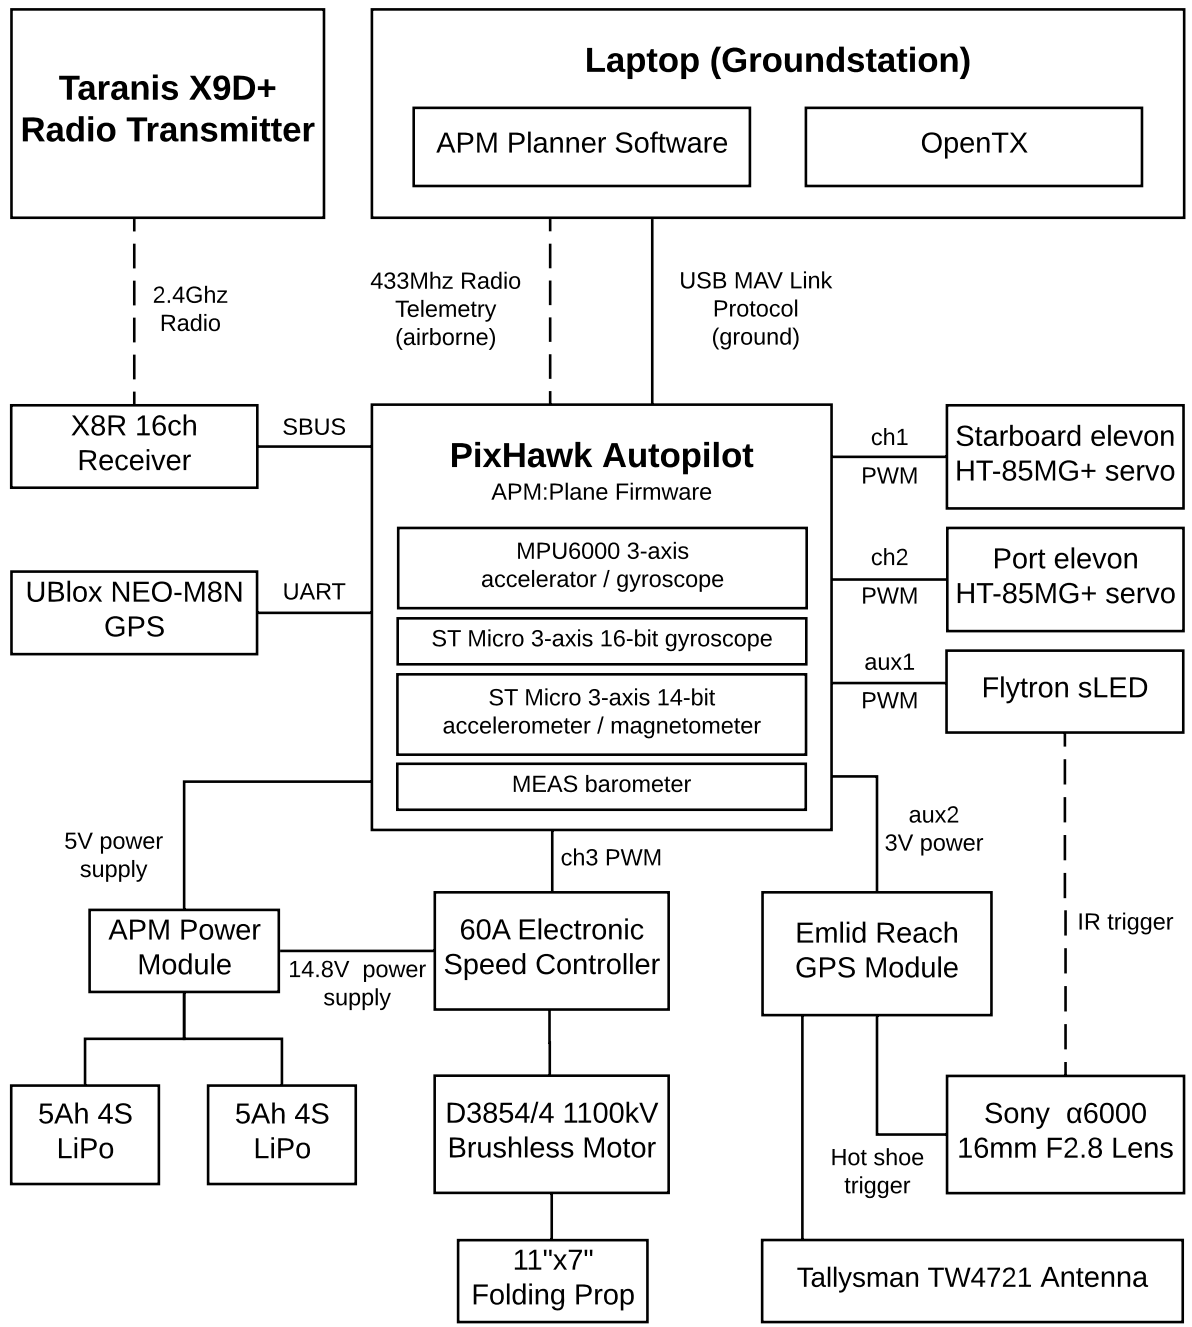 Taranis X9D+
Radio Transmitter
Laptop (Groundstation)
APM Planner Software
OpenTX
2.4Ghz
Radio
433Mhz Radio
Telemetry
(airborne)
USB MAV Link
Protocol
(ground)
X8R 16ch
Receiver
SBUS
UBlox NEO-M8N
GPS
UART
PixHawk Autopilot
APM:Plane Firmware
MPU6000 3-axis
accelerator / gyroscope
ST Micro 3-axis 16-bit gyroscope
ST Micro 3-axis 14-bit
accelerometer / magnetometer
MEAS barometer
ch1
PWM
Starboard elevon
HT-85MG+ servo
ch2
PWM
Port elevon
HT-85MG+ servo
aux1
PWM
Flytron sLED
5V power
supply
ch3 PWM
aux2
3V power
APM Power
Module
14.8V  power
supply
60A Electronic
Speed Controller
Emlid Reach
GPS Module
IR trigger
5Ah 4S
LiPo
5Ah 4S
LiPo
D3854/4 1100kV
Brushless Motor
Hot shoe
trigger
Sony  α6000
16mm F2.8 Lens
11"x7"
Folding Prop
Tallysman TW4721 Antenna